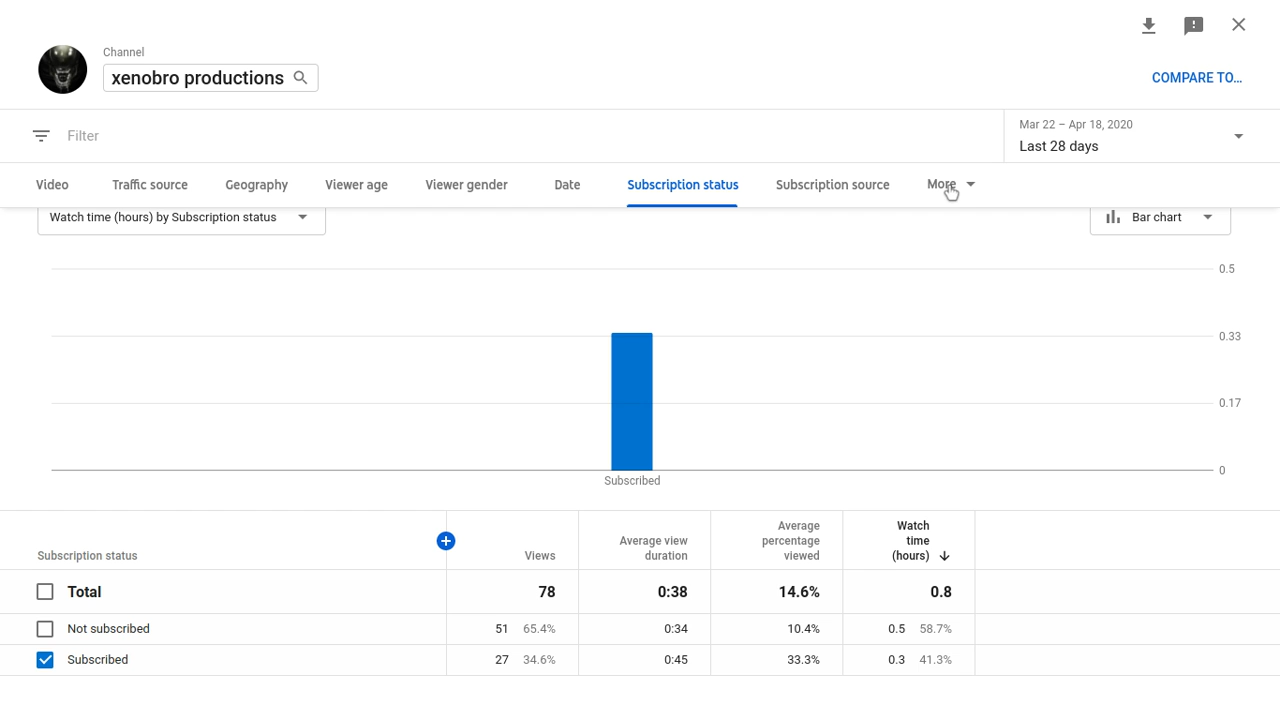 Channel
xenobro productions
COMPARE TO...
Filter
Mar 22 – Apr 18, 2020
Last 28 days
Video Traffic source Geography Viewer age Viewer gender Date Subscription status Subscription source More
Watch time (hours) by Subscription status
Bar chart
0.5
0.33
0.17
0
Subscribed
Subscription status Views Average view duration Average percentage viewed Watch time (hours)
Total 78 0:38 14.6% 0.8
Not subscribed 51 65.4% 0:34 10.4% 0.5 58.7%
Subscribed 27 34.6% 0:45 33.3% 0.3 41.3%